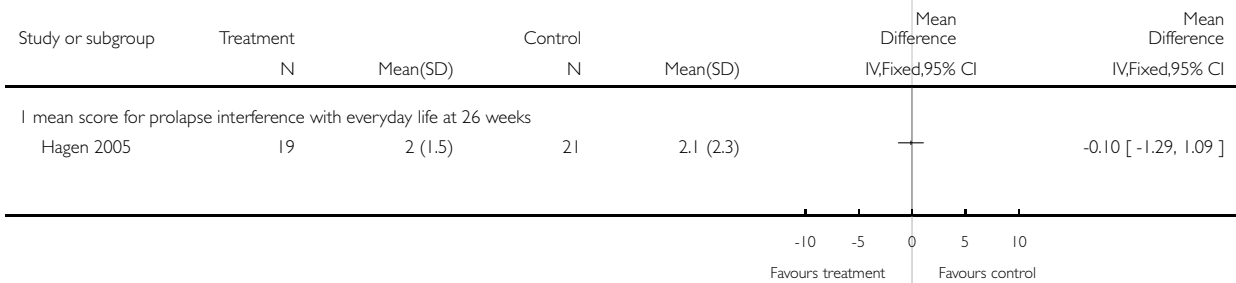 Study or subgroup Treatment Control Mean Difference Mean Difference
N Mean(SD) N Mean(SD) IV,Fixed,95% CI IV,Fixed,95% CI
1 mean score for prolapse interference with everyday life at 26 weeks
Hagen 2005 19 2 (1.5) 21 2.1 (2.3) -0.10 [ -1.29, 1.09 ]
-10 -5 0 5 10
Favours treatment Favours control